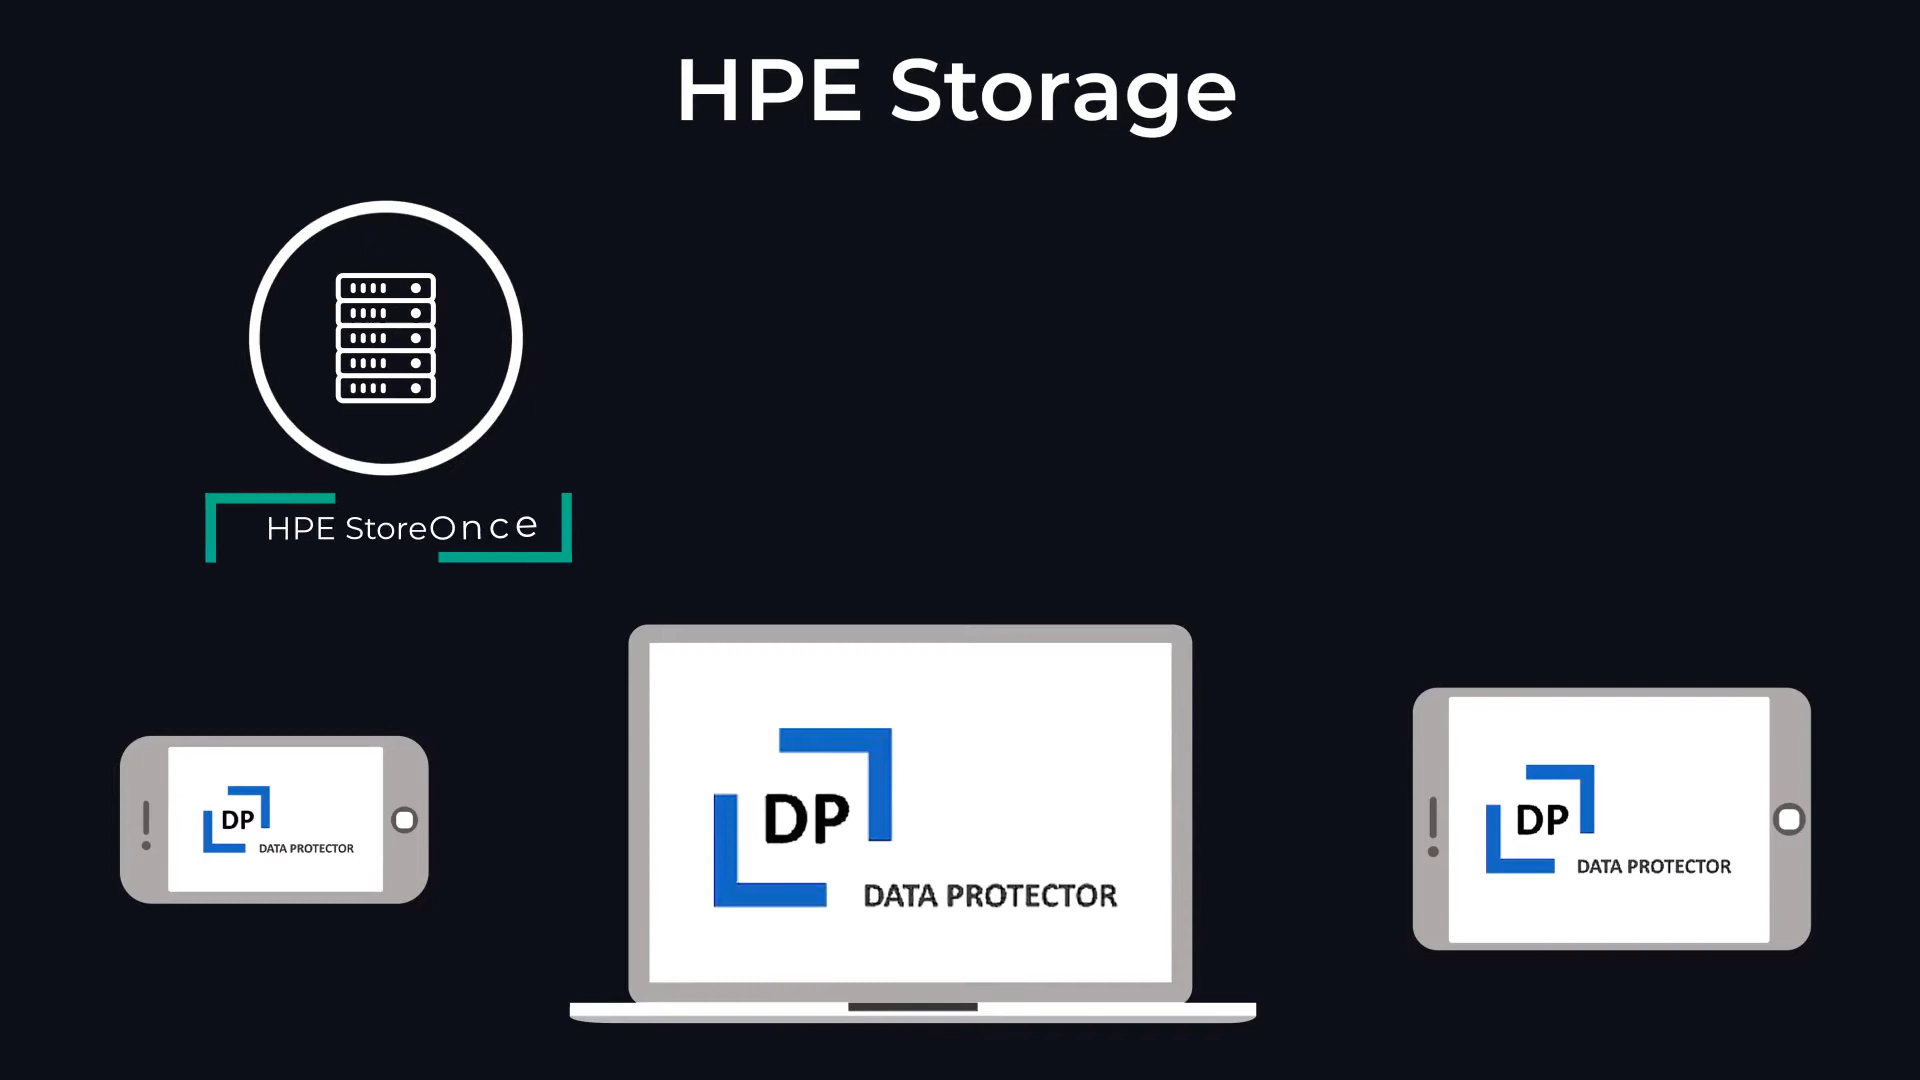 HPE Storage
HPE StoreOnce
DP
DATA PROTECTOR
DP
DATA PROTECTOR
DP
DATA PROTECTOR